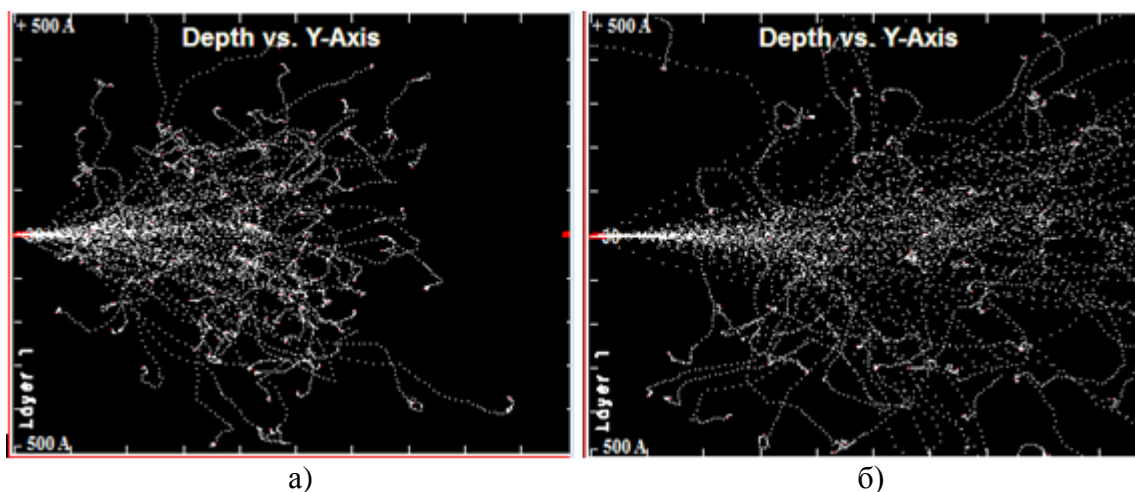 + 500 A
Depth vs. Y-Axis
Layer 1
- 500 A
+ 500 A
Depth vs. Y-Axis
Layer 1
- 500 A
а)
б)